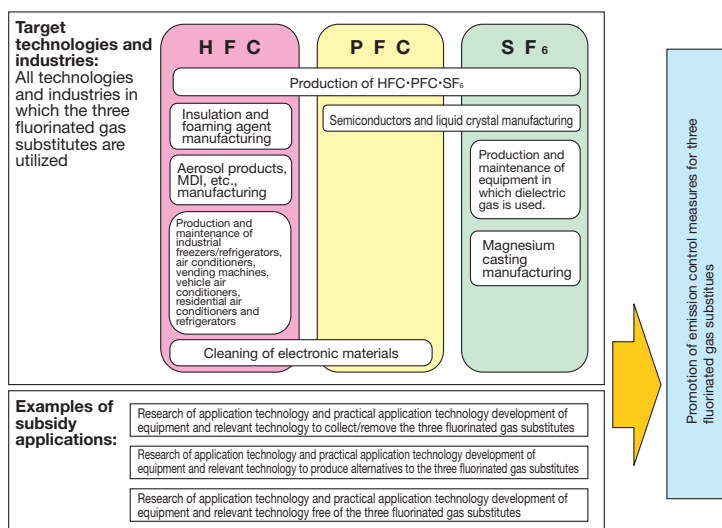 Target
technologies and
industries:
All technologies
and industries in
which the three
fluorinated gas
substitutes are
utilized
H F C
P F C
S F₆
Production of HFC·PFC·SF₆
Insulation and
foaming agent
manufacturing
Semiconductors and liquid crystal manufacturing
Aerosol products,
MDI, etc.,
manufacturing
Production and
maintenance of
equipment in
which dielectric
gas is used.
Production and
maintenance of
industrial
freezers/refrigerators,
air conditioners,
vending machines,
vehicle air
conditioners,
residential air
conditioners and
refrigerators
Magnesium
casting
manufacturing
Cleaning of electronic materials
Examples of
subsidy
applications:
Research of application technology and practical application technology development of
equipment and relevant technology to collect/remove the three fluorinated gas substitutes
Research of application technology and practical application technology development of
equipment and relevant technology to produce alternatives to the three fluorinated gas substitutes
Research of application technology and practical application technology development of
equipment and relevant technology free of the three fluorinated gas substitutes
Promotion of emission control measures for three
fluorinated gas substitues